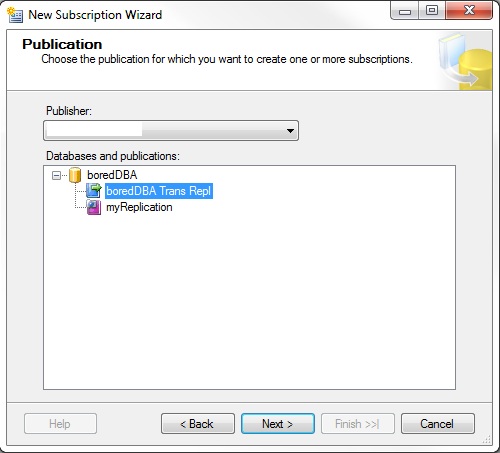 New Subscription Wizard
Publication
Choose the publication for which you want to create one or more subscriptions.
Publisher:
Databases and publications:
boredDBA
boredDBA Trans Repl
myReplication
Help
< Back
Next >
Finish >>|
Cancel